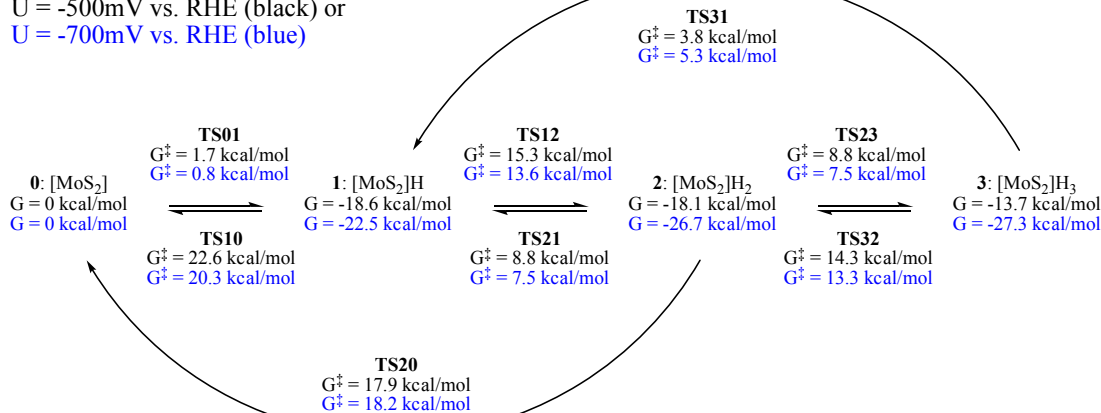 U = -500mV vs. RHE (black) or
U = -700mV vs. RHE (blue)
TS31
G‡ = 3.8 kcal/mol
G‡ = 5.3 kcal/mol
TS01
G‡ = 1.7 kcal/mol
G‡ = 0.8 kcal/mol
TS12
G‡ = 15.3 kcal/mol
G‡ = 13.6 kcal/mol
TS23
G‡ = 8.8 kcal/mol
G‡ = 7.5 kcal/mol
0: [MoS₂]
G = 0 kcal/mol
G = 0 kcal/mol
1: [MoS₂]H
G = -18.6 kcal/mol
G = -22.5 kcal/mol
2: [MoS₂]H₂
G = -18.1 kcal/mol
G = -26.7 kcal/mol
3: [MoS₂]H₃
G = -13.7 kcal/mol
G = -27.3 kcal/mol
TS10
G‡ = 22.6 kcal/mol
G‡ = 20.3 kcal/mol
TS21
G‡ = 8.8 kcal/mol
G‡ = 7.5 kcal/mol
TS32
G‡ = 14.3 kcal/mol
G‡ = 13.3 kcal/mol
TS20
G‡ = 17.9 kcal/mol
G‡ = 18.2 kcal/mol